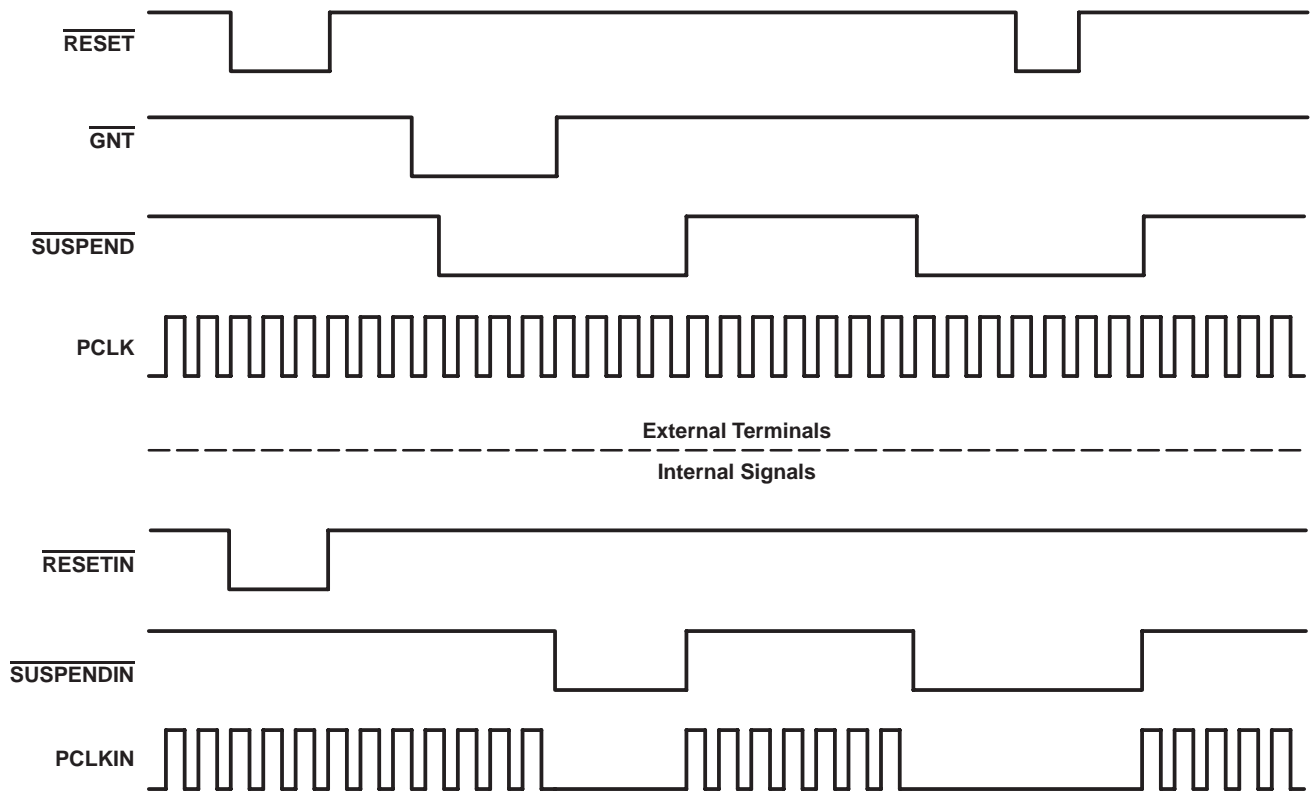 RESET
GNT
SUSPEND
PCLK
External Terminals
Internal Signals
RESETIN
SUSPENDIN
PCLKIN